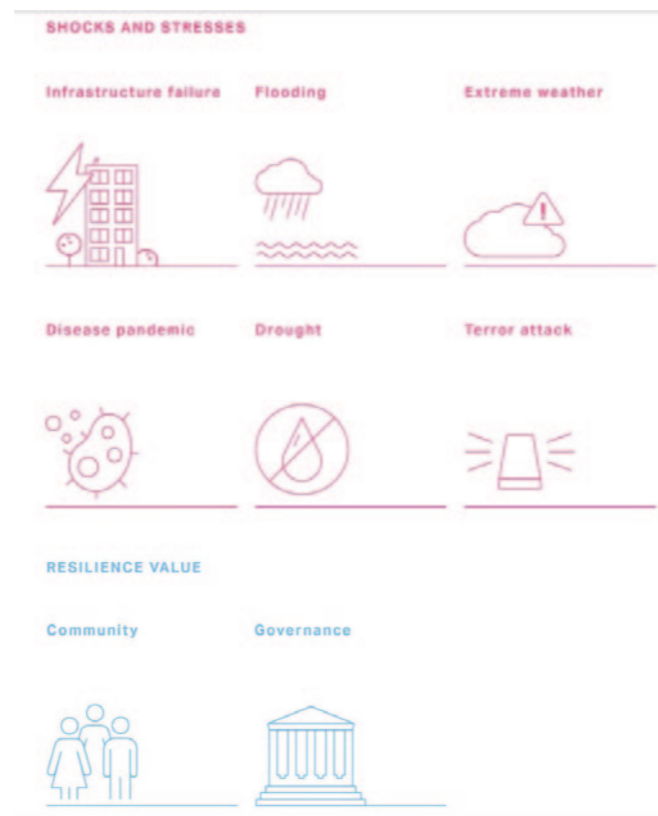 SHOCKS AND STRESSES
Infrastructure failure Flooding Extreme weather
Disease pandemic Drought Terror attack
RESILIENCE VALUE
Community Governance